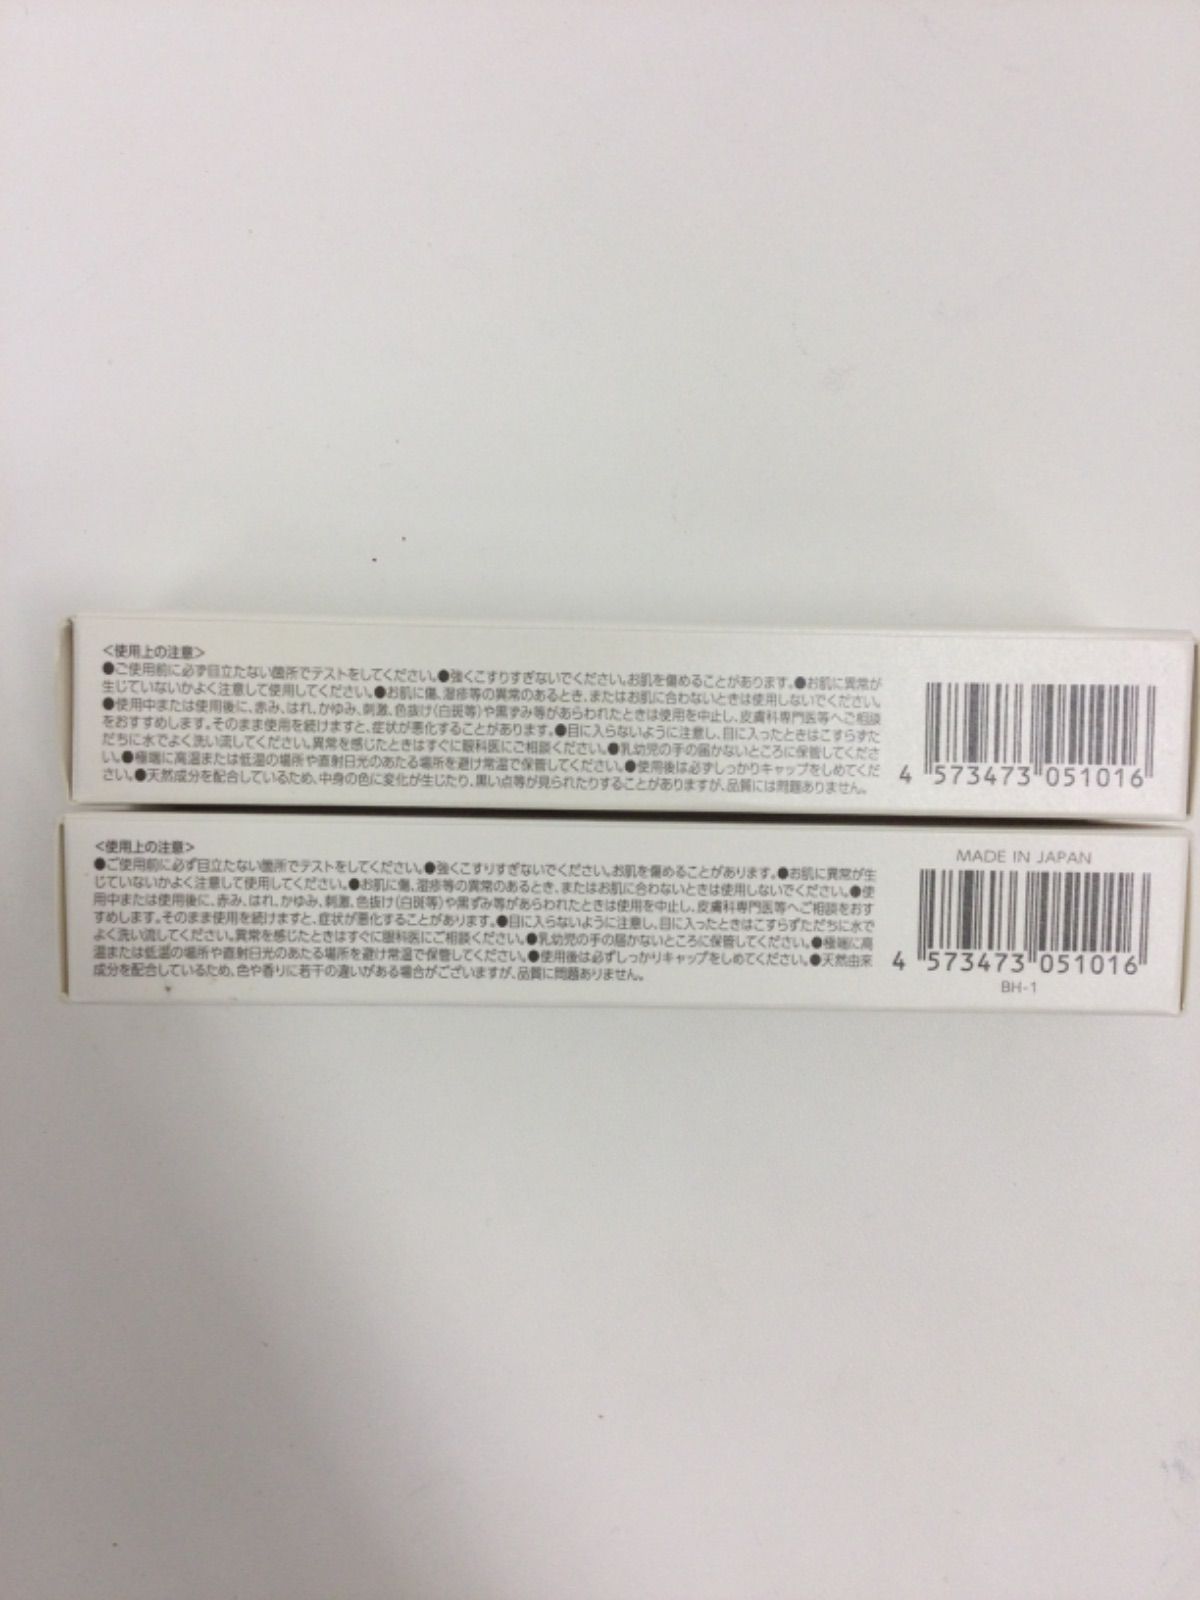 <使用上の注意>
●ご使用前に必ず目立たない箇所でテストをしてください。●強くこすりすぎないでください。お肌を傷めることがあります。●お肌に異常が
生じていないかよく注意して使用してください。●お肌に傷、湿疹等の異常のあるとき、またはお肌に合わないときは使用しないでください。
●使用中または使用後に、赤み、はれ、かゆみ、刺激、色抜け(白斑等)や黒ずみ等があらわれたときは使用を中止し、皮膚科専門医等へご相談
をおすすめします。そのまま使用を続けますと、症状が悪化することがあります。●目に入らないように注意し、目に入ったときはこすらずた
だちに水でよく洗い流してください。異常を感じたときはすぐに眼科医にご相談ください。●乳幼児の手の届かないところに保管してくださ
い。●極端に高温または低温の場所や直射日光のあたる場所を避け常温で保管してください。●使用後は必ずしっかりキャップをしめてくだ
さい。●天然成分を配合しているため、中身の色に変化が生じたり、黒い点等が見られたりすることがありますが、品質には問題ありません。
4 573473 051016
<使用上の注意>
●ご使用前に必ず目立たない箇所でテストをしてください。●強くこすりすぎないでください。お肌を傷めることがあります。●お肌に異常が生
じていないかよく注意して使用してください。●お肌に傷、湿疹等の異常のあるとき、またはお肌に合わないときは使用しないでください。●使
用中または使用後に、赤み、はれ、かゆみ、刺激、色抜け(白斑等)や黒ずみ等があらわれたときは使用を中止し、皮膚科専門医等へご相談をおす
すめします。そのまま使用を続けますと、症状が悪化することがあります。●目に入らないように注意し、目に入ったときはこすらずただちに水で
よく洗い流してください。異常を感じたときはすぐに眼科医にご相談ください。●乳幼児の手の届かないところに保管してください。●極端に高
温または低温の場所や直射日光のあたる場所を避け常温で保管してください。●使用後は必ずしっかりキャップをしめてください。●天然由来
成分を配合しているため、色や香りに若干の違いがある場合がございますが、品質に問題ありません。
MADE IN JAPAN
4 573473 051016
BH-1